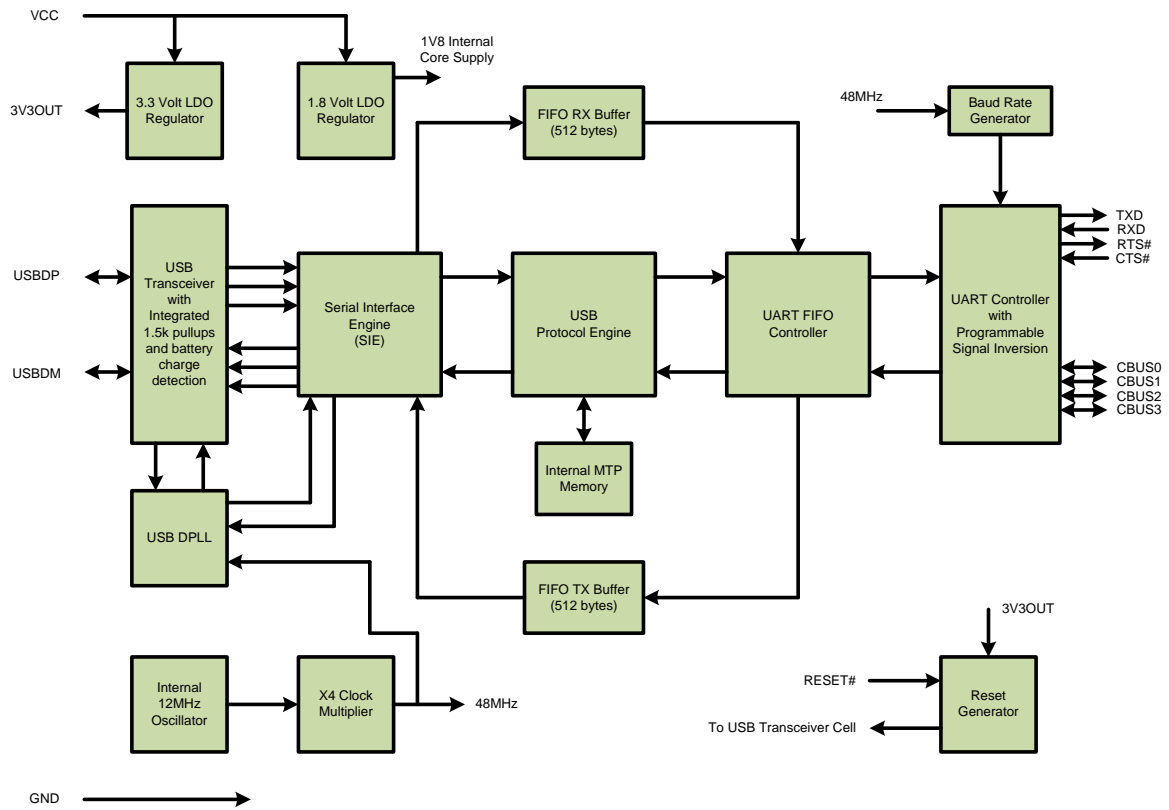 VCC
1V8 Internal
Core Supply
3V3OUT
3.3 Volt LDO
Regulator
1.8 Volt LDO
Regulator
FIFO RX Buffer
(512 bytes)
48MHz
Baud Rate
Generator
USBDP
USBDM
USB
Transceiver
with
Integrated
1.5k pullups
and battery
charge
detection
Serial Interface
Engine
(SIE)
USB
Protocol Engine
UART FIFO
Controller
UART Controller
with
Programmable
Signal Inversion
TXD
RXD
RTS#
CTS#
CBUS0
CBUS1
CBUS2
CBUS3
Internal MTP
Memory
USB DPLL
FIFO TX Buffer
(512 bytes)
3V3OUT
Internal
12MHz
Oscillator
X4 Clock
Multiplier
48MHz
RESET#
To USB Transceiver Cell
Reset
Generator
GND